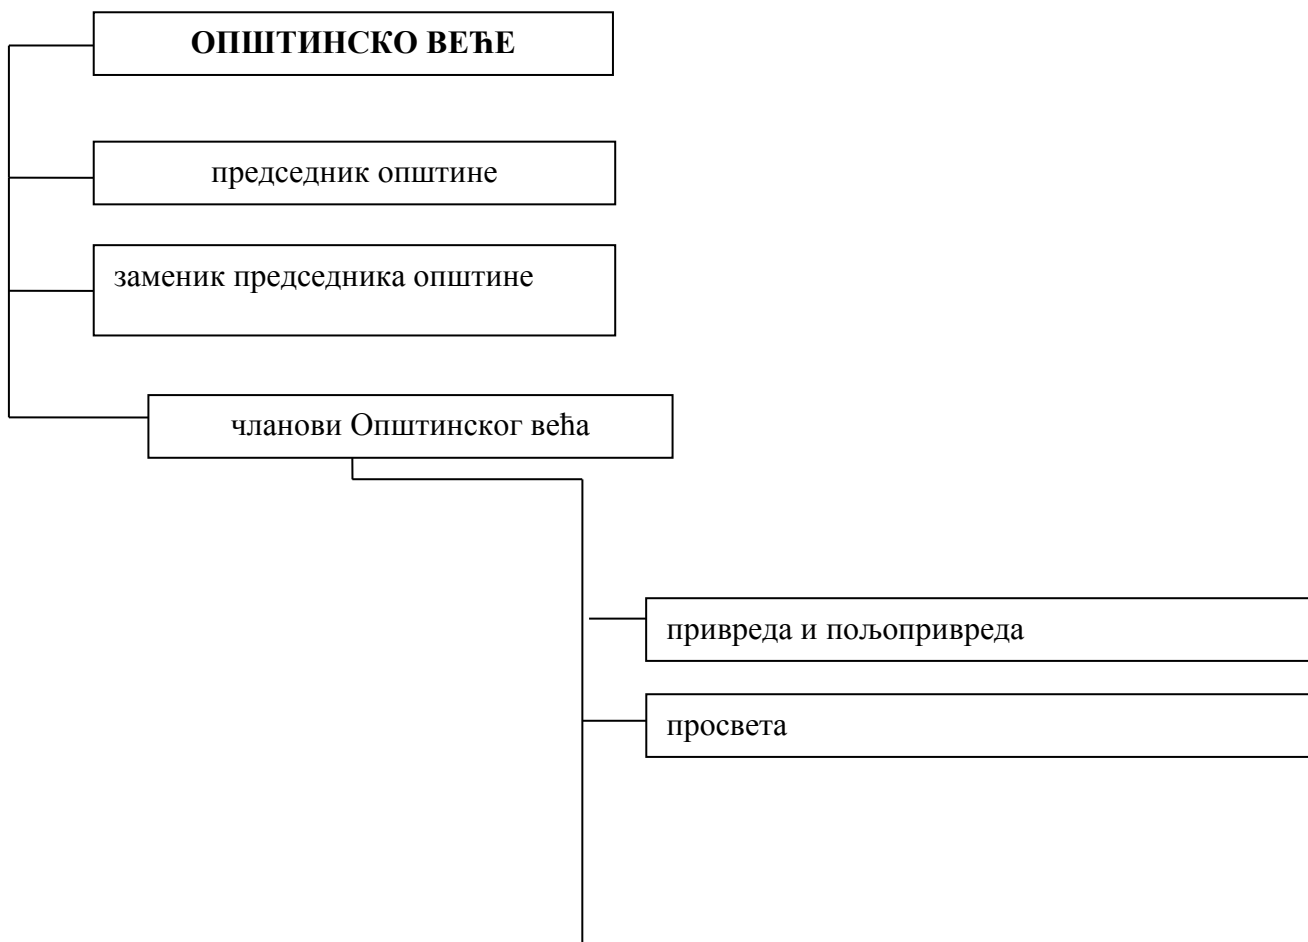 ОПШТИНСКО ВЕЋЕ
председник општине
заменик председника општине
чланови Општинског већа
привреда и пољопривреда
просвета